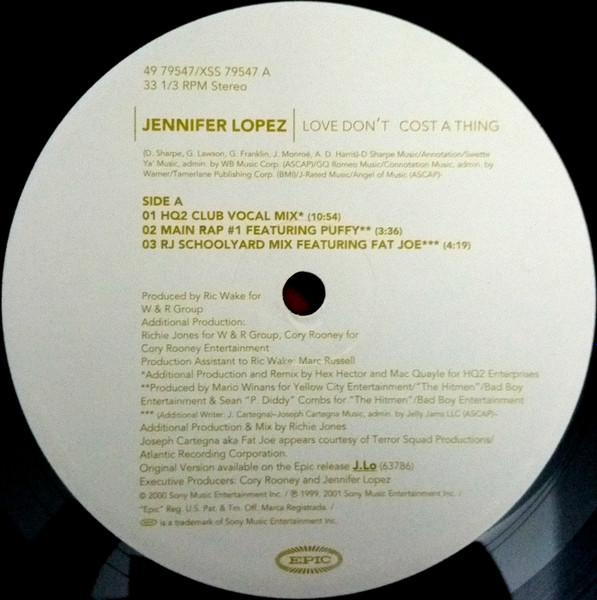 49 79547/XSS 79547 A
33 1/3 RPM Stereo
JENNIFER LOPEZ LOVE DON'T COST A THING
(D. Sharpe, G. Lawson, G. Franklin, J. Monroe, A. D. Harris)-D Sharpe Music/Annotation/Swette
Ya' Music, admin. by WB Music Corp. (ASCAP)/GQ Romeo Music/Connotation Music, admin. by
Warner/Tamerlane Publishing Corp. (BMI)/J-Rated Music/Angel of Music (ASCAP)-
SIDE A
01 HQ2 CLUB VOCAL MIX* (10:54)
02 MAIN RAP #1 FEATURING PUFFY** (3:36)
03 RJ SCHOOLYARD MIX FEATURING FAT JOE*** (4:19)
Produced by Ric Wake for
W & R Group
Additional Production:
Richie Jones for W & R Group, Cory Rooney for
Cory Rooney Entertainment
Production Assistant to Ric Wake: Marc Russell
*Additional Production and Remix by Hex Hector and Mac Quayle for HQ2 Enterprises
**Produced by Mario Winans for Yellow City Entertainment/"The Hitmen"/Bad Boy
Entertainment & Sean "P. Diddy" Combs for "The Hitmen"/Bad Boy Entertainment
*** (Additional Writer: J. Cartegna)-Joseph Cartegna Music, admin. by Jelly Jams LLC (ASCAP)-
Additional Production & Mix by Richie Jones
Joseph Cartegna aka Fat Joe appears courtesy of Terror Squad Productions/
Atlantic Recording Corporation.
Original Version available on the Epic release J.Lo (63786)
Executive Producers: Cory Rooney and Jennifer Lopez
© 2000 Sony Music Entertainment Inc. / ℗ 1999, 2001 Sony Music Entertainment Inc. /
"Epic" Reg. U.S. Pat. & Tm. Off. Marca Registrada. /
EPIC is a trademark of Sony Music Entertainment Inc.
EPIC